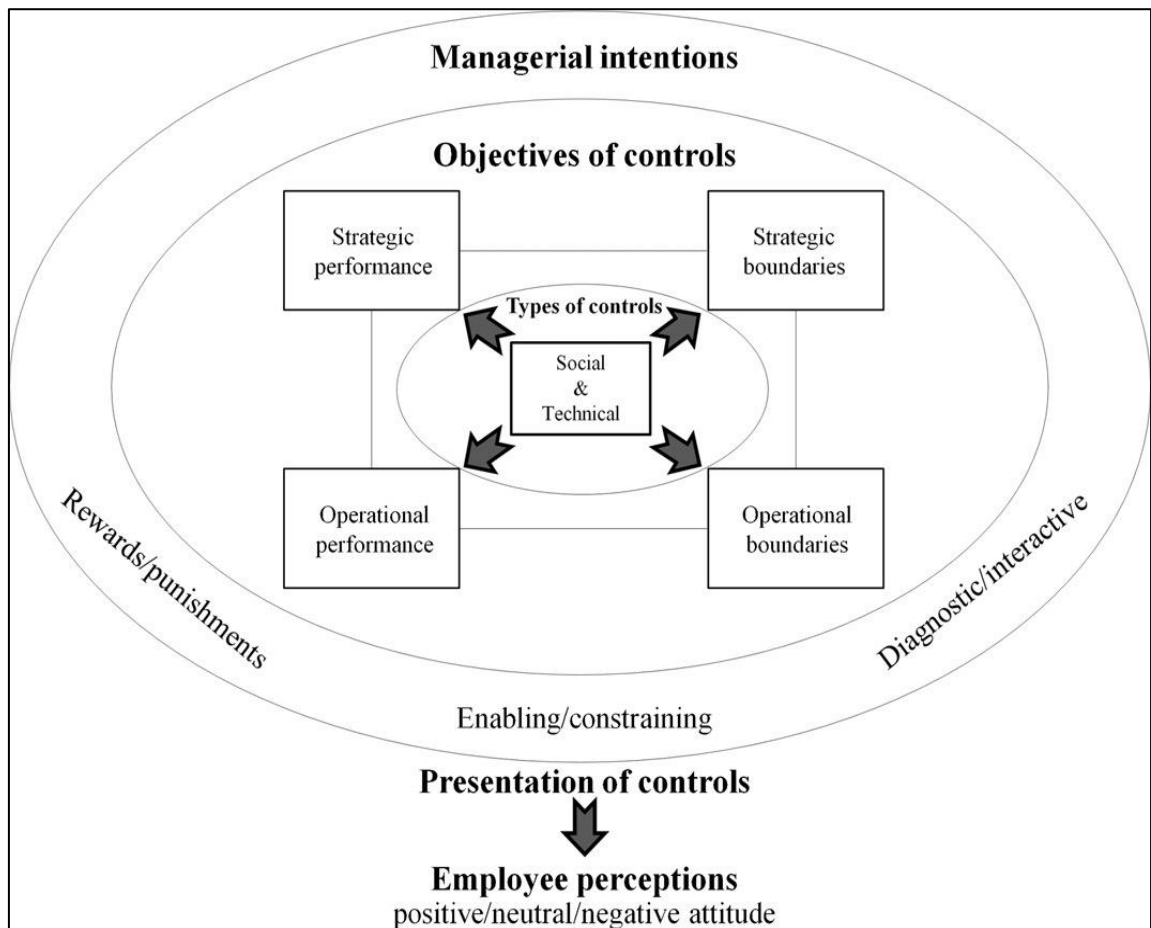 Managerial intentions
Objectives of controls
Strategic
performance
Strategic
boundaries
Types of controls
Social
&
Technical
Operational
performance
Operational
boundaries
Rewards/punishments
Diagnostic/interactive
Enabling/constraining
Presentation of controls
Employee perceptions
positive/neutral/negative attitude